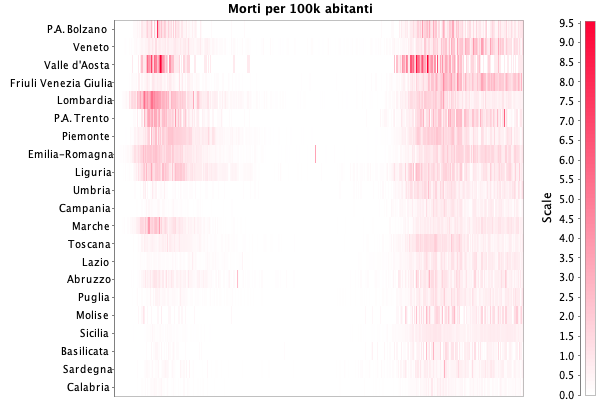 Morti per 100k abitanti
P.A. Bolzano
Veneto
Valle d'Aosta
Friuli Venezia Giulia
Lombardia
P.A. Trento
Piemonte
Emilia-Romagna
Liguria
Umbria
Campania
Marche
Toscana
Lazio
Abruzzo
Puglia
Molise
Sicilia
Basilicata
Sardegna
Calabria
Scale
9.5
9.0
8.5
8.0
7.5
7.0
6.5
6.0
5.5
5.0
4.5
4.0
3.5
3.0
2.5
2.0
1.5
1.0
0.5
0.0